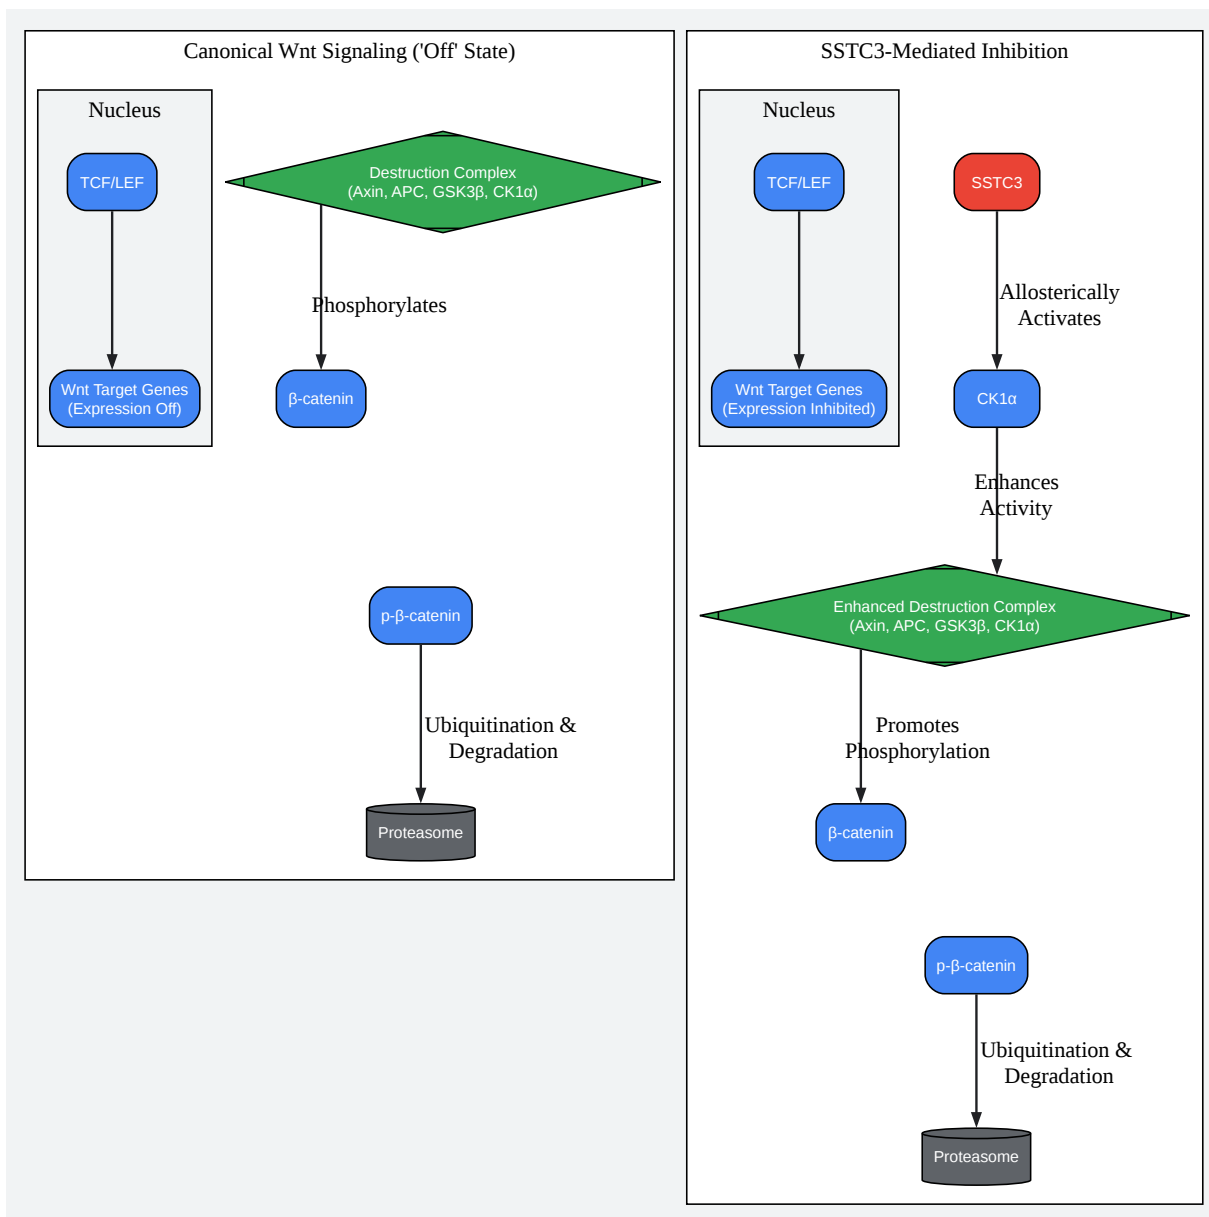 Canonical Wnt Signaling ('Off' State)
Nucleus
TCF/LEF
Destruction Complex
(Axin, APC, GSK3β, CK1α)
Phosphorylates
Wnt Target Genes
(Expression Off)
β-catenin
p-β-catenin
Ubiquitination &
Degradation
Proteasome
SSTC3-Mediated Inhibition
Nucleus
TCF/LEF
SSTC3
Allosterically
Activates
Wnt Target Genes
(Expression Inhibited)
CK1α
Enhances
Activity
Enhanced Destruction Complex
(Axin, APC, GSK3β, CK1α)
Promotes
Phosphorylation
β-catenin
p-β-catenin
Ubiquitination &
Degradation
Proteasome